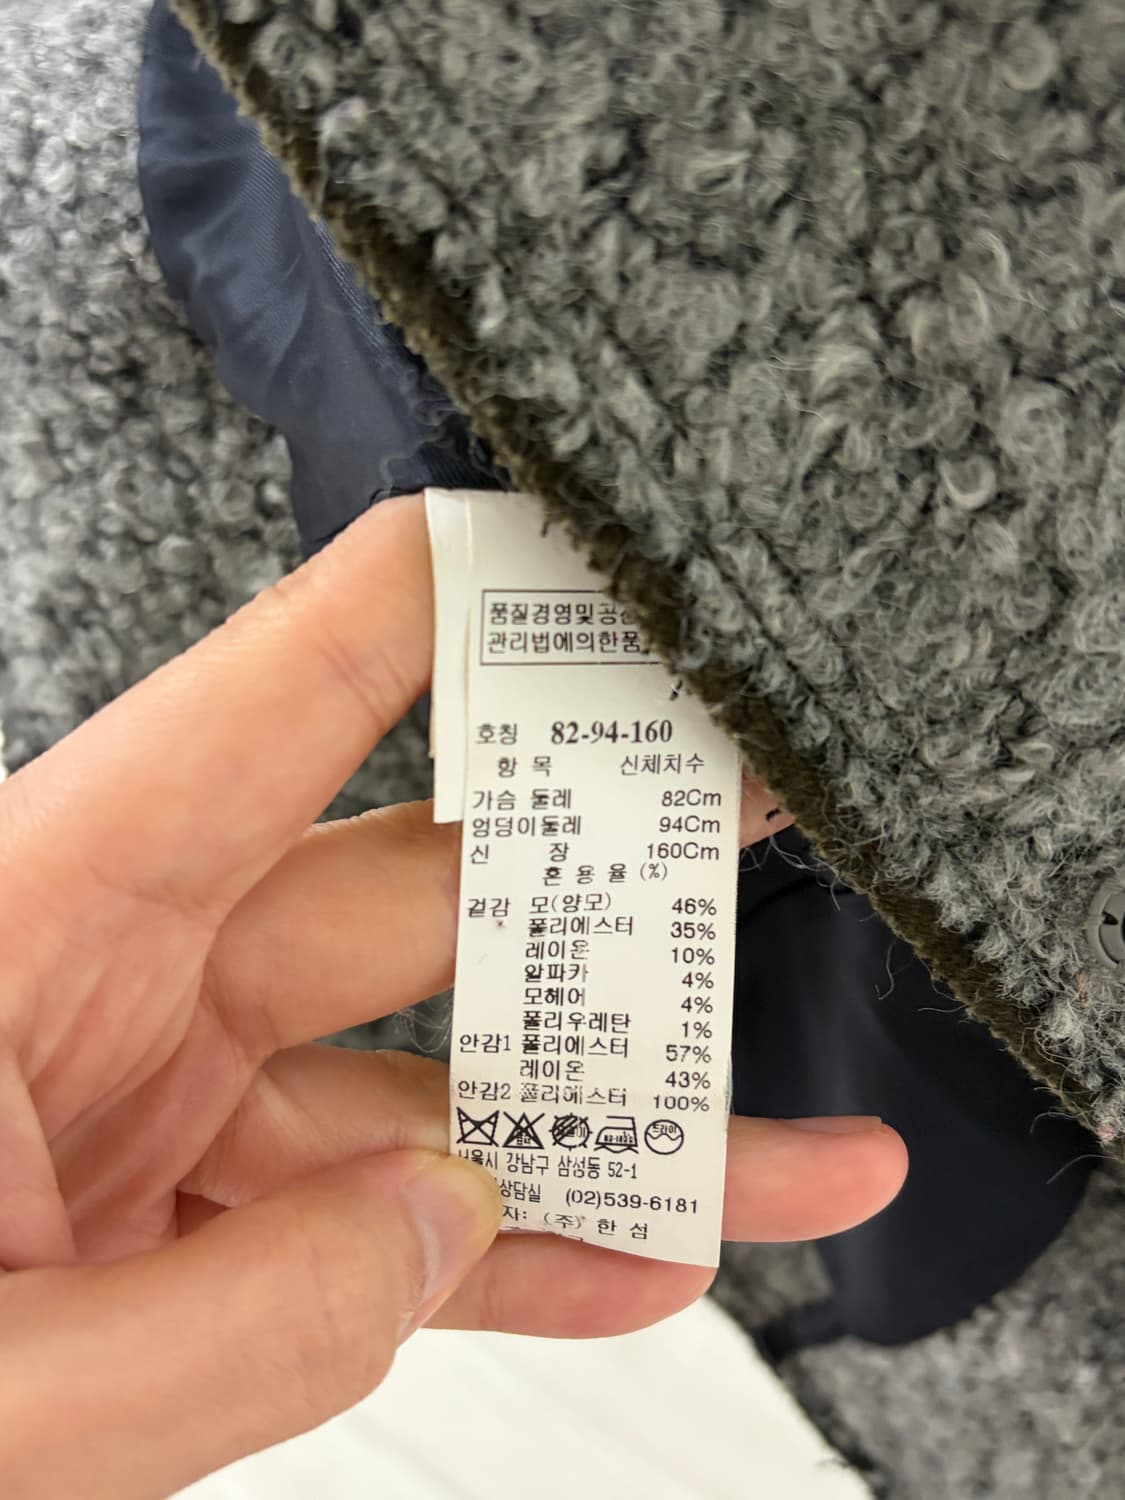 품질경영및공산
관리법에의한품
호칭 82-94-160
항 목 신체치수
가슴 둘레 82Cm
엉덩이둘레 94Cm
신 장 160Cm
혼 용 율 (%)
겉감 모(양모) 46%
폴리에스터 35%
레이온 10%
알파카 4%
모헤어 4%
폴리우레탄 1%
안감1 폴리에스터 57%
레이온 43%
안감2 폴리에스터 100%
드라이
서울시 강남구 삼성동 52-1
상담실 (02)539-6181
자: (주) 한 섬